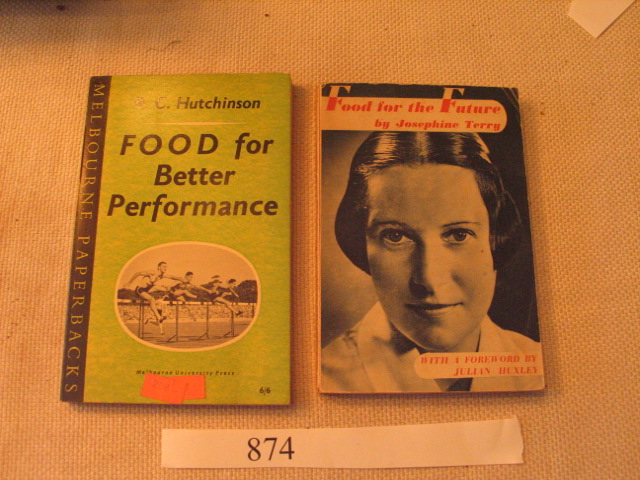 MELBOURNE PAPERBACKS
C. Hutchinson
FOOD for
Better
Performance
Melbourne University Press
6/6
Food for the Future
by Josephine Terry
WITH A FOREWORD BY
JULIAN HUXLEY
874